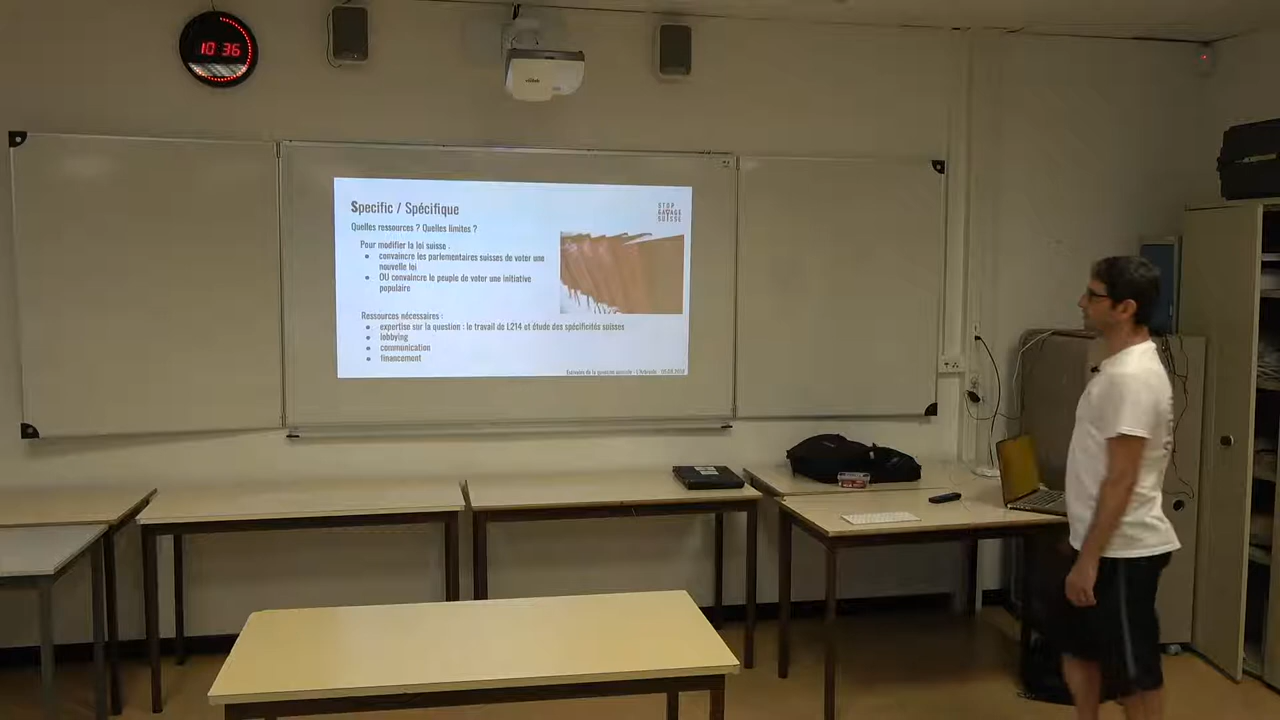 10 36
Specific / Spécifique
STOP
GAVAGE
SUISSE
Quelles ressources ? Quelles limites ?
Pour modifier la loi suisse :
convaincre les parlementaires suisses de voter une
nouvelle loi
OU convaincre le peuple de voter une initiative
populaire
Ressources nécessaires :
expertise sur la question : le travail de L214 et étude des spécificités suisses
lobbying
communication
financement